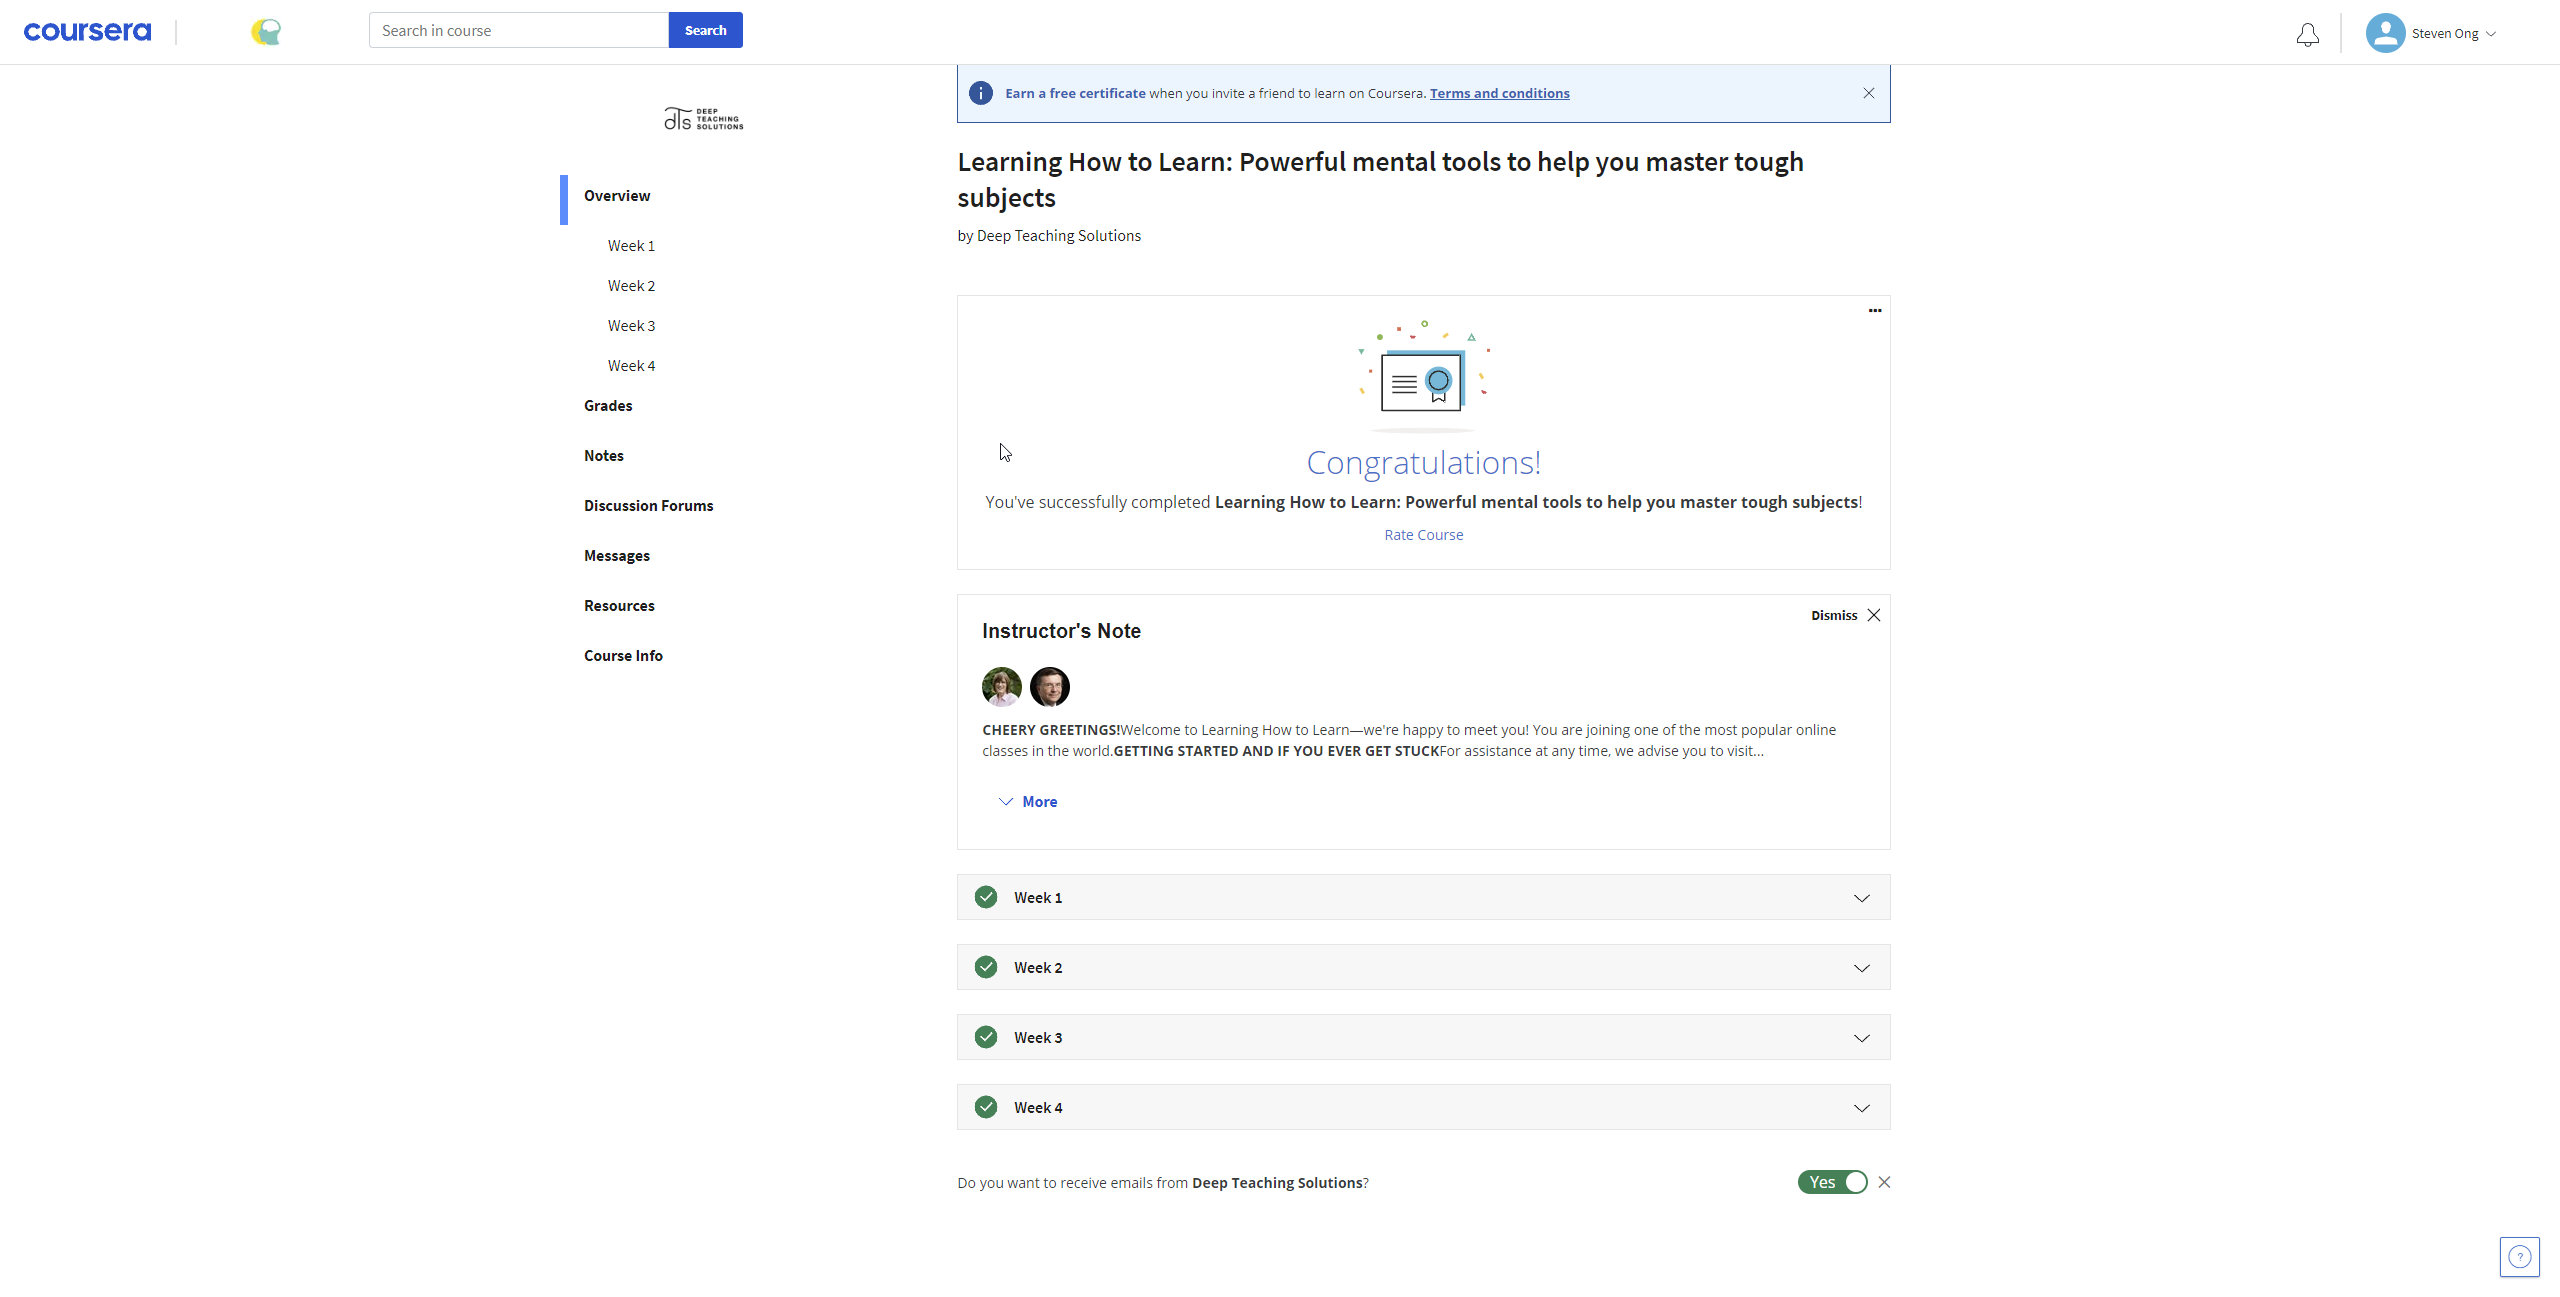 coursera
Search in course
Search
Steven Ong
dTs DEEP
TEACHING
SOLUTIONS
Overview
Week 1
Week 2
Week 3
Week 4
Grades
Notes
Discussion Forums
Messages
Resources
Course Info
i Earn a free certificate when you invite a friend to learn on Coursera. Terms and conditions
Learning How to Learn: Powerful mental tools to help you master tough
subjects
by Deep Teaching Solutions
Congratulations!
You've successfully completed Learning How to Learn: Powerful mental tools to help you master tough subjects!
Rate Course
Dismiss
Instructor's Note
CHEERY GREETINGS!Welcome to Learning How to Learn—we're happy to meet you! You are joining one of the most popular online
classes in the world.GETTING STARTED AND IF YOU EVER GET STUCKFor assistance at any time, we advise you to visit...
More
Week 1
Week 2
Week 3
Week 4
Do you want to receive emails from Deep Teaching Solutions?
Yes
?